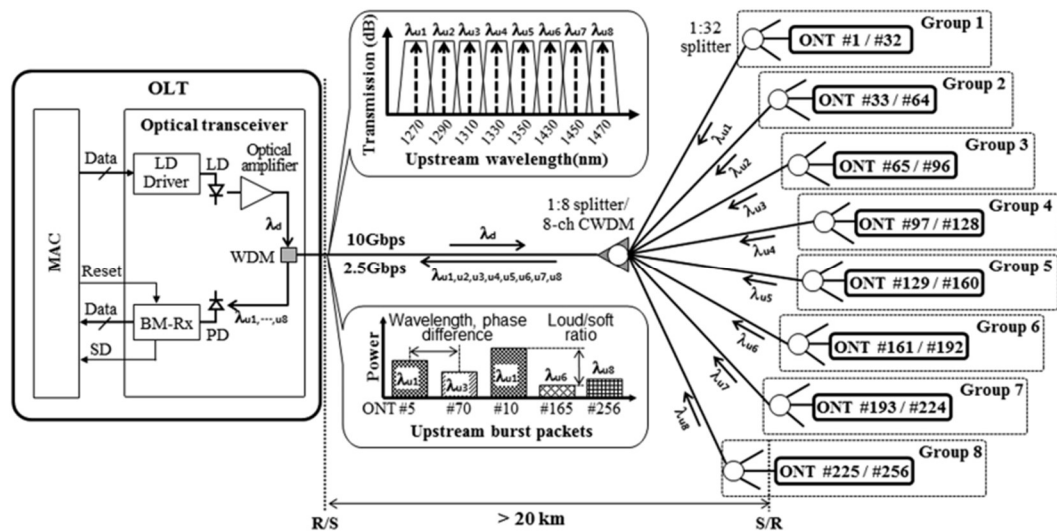 OLT
Optical transceiver
MAC
Data
LD
Driver
LD
Optical
amplifier
λd
WDM
Reset
Data
BM-Rx
PD
λu1,---,u8
SD
Transmission (dB)
λu1 λu2 λu3 λu4 λu5 λu6 λu7 λu8
1270 1290 1310 1330 1350 1430 1450 1470
Upstream wavelength(nm)
10Gbps
λd
2.5Gbps
λu1,u2,u3,u4,u5,u6,u7,u8
1:8 splitter/
8-ch CWDM
Wavelength, phase
difference
Loud/soft
ratio
Power
λu1 λu3 λu1 λu6 λu8
ONT #5 #70 #10 #165 #256
Upstream burst packets
1:32
splitter
Group 1
ONT #1 / #32
λu1
Group 2
ONT #33 / #64
λu2
Group 3
ONT #65 / #96
λu3
Group 4
ONT #97 / #128
λu4
Group 5
ONT #129 / #160
λu5
Group 6
ONT #161 / #192
λu6
Group 7
ONT #193 / #224
λu7
Group 8
ONT #225 / #256
λu8
> 20 km
R/S
S/R